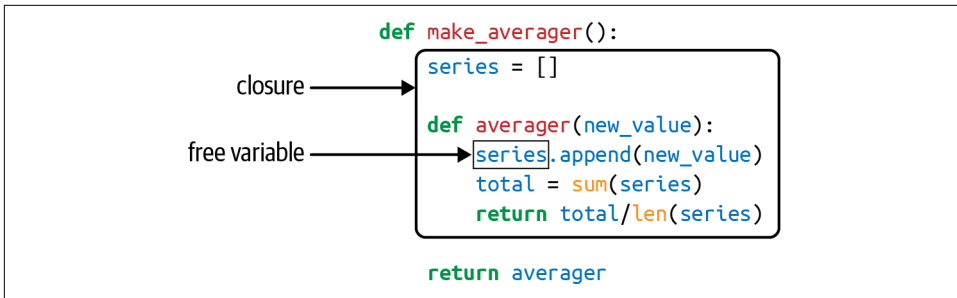 def make_averager():
series = []
closure
def averager(new_value):
free variable
series.append(new_value)
total = sum(series)
return total/len(series)
return averager